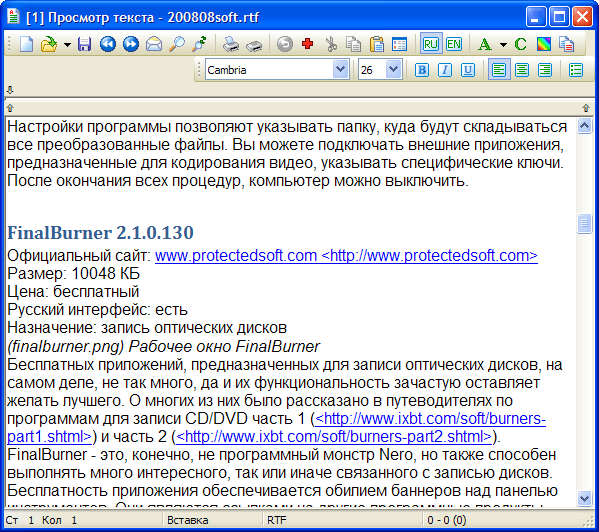 [1] Просмотр текста - 200808soft.rtf
RU EN A C
Cambria 26 B I U
Настройки программы позволяют указывать папку, куда будут складываться
все преобразованные файлы. Вы можете подключать внешние приложения,
предназначенные для кодирования видео, указывать специфические ключи.
После окончания всех процедур, компьютер можно выключить.
FinalBurner 2.1.0.130
Официальный сайт: www.protectedsoft.com <http://www.protectedsoft.com>
Размер: 10048 КБ
Цена: бесплатный
Русский интерфейс: есть
Назначение: запись оптических дисков
(finalburner.png) Рабочее окно FinalBurner
Бесплатных приложений, предназначенных для записи оптических дисков, на
самом деле, не так много, да и их функциональность зачастую оставляет
желать лучшего. О многих из них было рассказано в путеводителях по
программам для записи CD/DVD часть 1 (<http://www.ixbt.com/soft/burners-
part1.shtml>) и часть 2 (<http://www.ixbt.com/soft/burners-part2.shtml>).
FinalBurner - это, конечно, не программный монстр Nero, но также способен
выполнять много интересного, так или иначе связанного с записью дисков.
Бесплатность приложения обеспечивается обилием баннеров над панелью
инструментов. Они являются ссылками на другие программные продукты
Ст 1 Кол 1 Вставка RTF 0 - 0 (0)